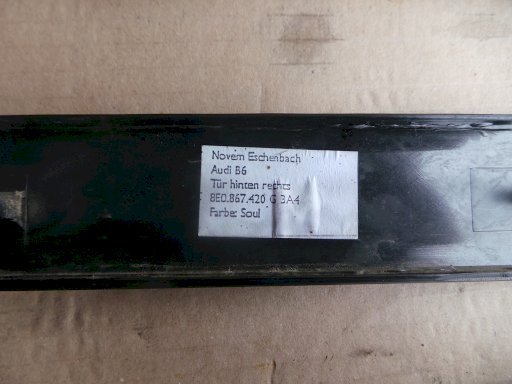 Novem Eschenbach
Audi B6
Tür hinten rechts
8E0.867.420 G 3A4
Farbe: Soul